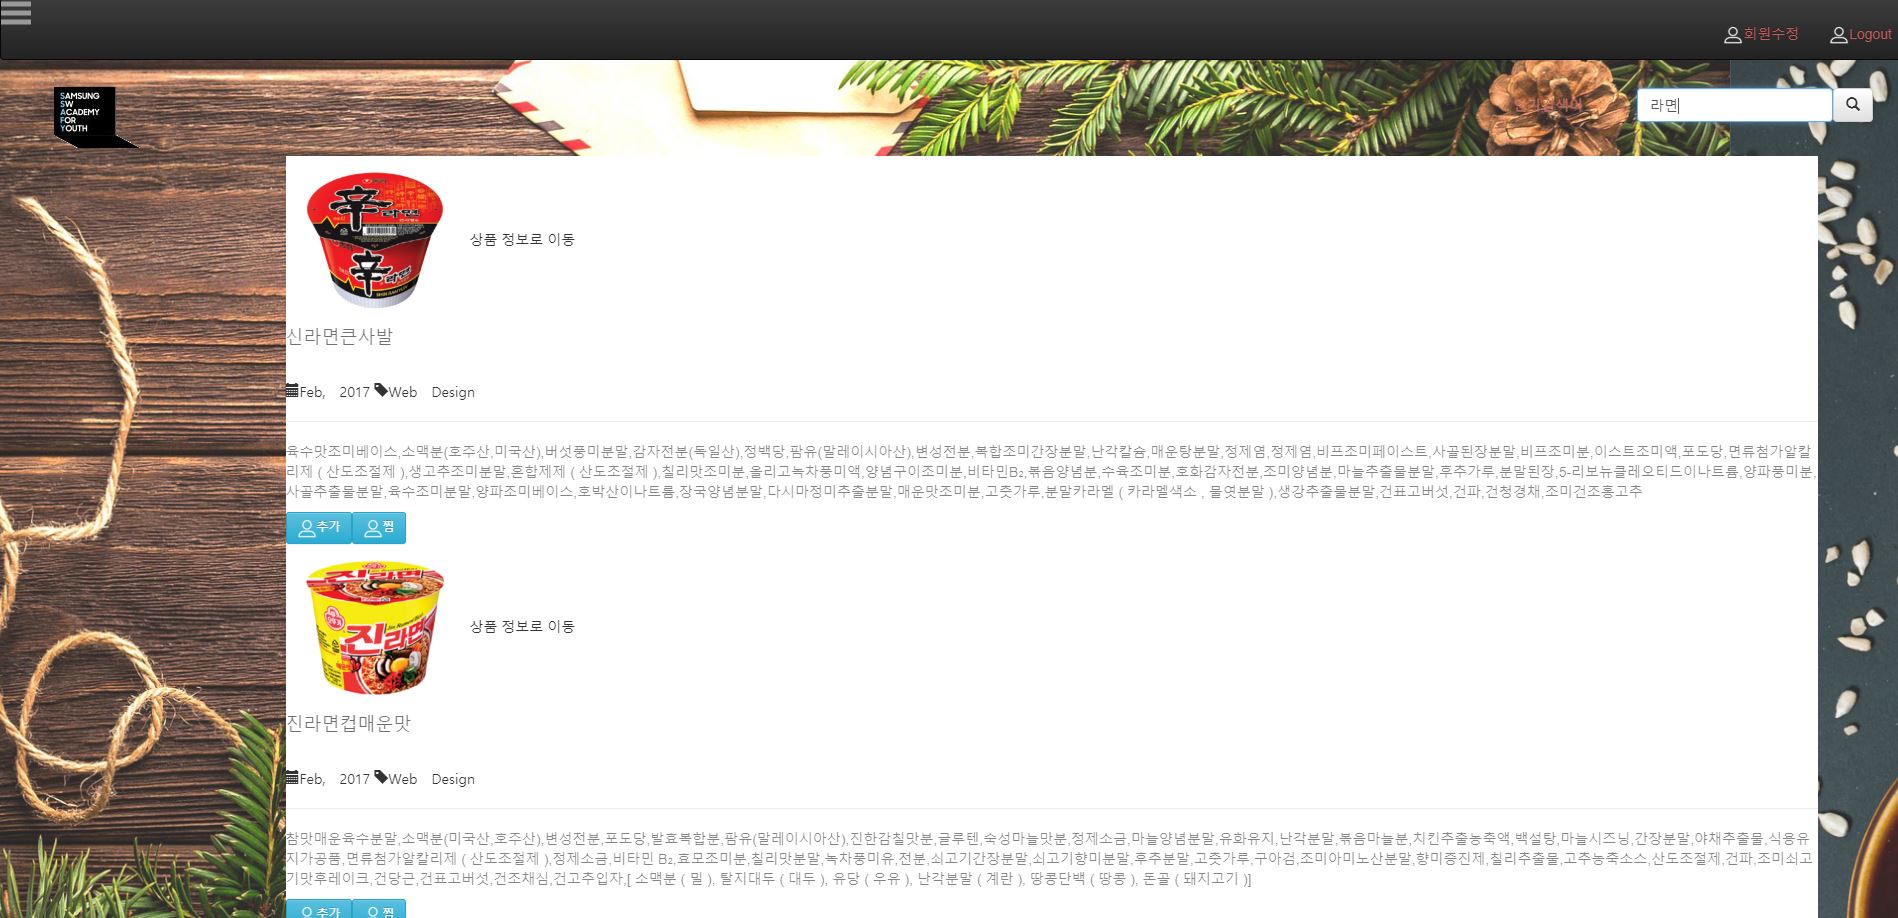 회원수정
Logout
SAMSUNG
SW
ACADEMY
FOR
YOUTH
라면
辛라면
辛라면
상품 정보로 이동
신라면큰사발
Feb, 2017 Web Design
육수맛조미베이스,소맥분(호주산,미국산),버섯풍미분말,감자전분(독일산),정백당,팜유(말레이시아산),변성전분,복합조미간장분말,난각칼슘,매운탕분말,정제염,정제염,비프조미페이스트,사골된장분말,비프조미분,이스트조미액,포도당,면류첨가알칼
리제 ( 산도조절제 ),생고추조미분말,혼합제제 ( 산도조절제 ),칠리맛조미분,올리고녹차풍미액,양념구이조미분,비타민B₂,볶음양념분,수육조미분,호화감자전분,조미양념분,마늘추출물분말,후추가루,분말된장,5-리보뉴클레오티드이나트륨,양파풍미분,
사골추출물분말,육수조미분말,양파조미베이스,호박산이나트륨,장국양념분말,다시마정미추출분말,매운맛조미분,고춧가루,분말카라멜 ( 카라멜색소 , 물엿분말 ),생강추출물분말,건표고버섯,건파,건청경채,조미건조홍고추
추가
찜
진라면
진라면
상품 정보로 이동
진라면컵매운맛
Feb, 2017 Web Design
참맛매운육수분말,소맥분(미국산,호주산),변성전분,포도당,발효복합분,팜유(말레이시아산),진한감칠맛분,글루텐,숙성마늘맛분,정제소금,마늘양념분말,유화유지,난각분말,볶음마늘분,치킨추출농축액,백설탕,마늘시즈닝,간장분말,야채추출물,식용유
지가공품,면류첨가알칼리제 ( 산도조절제 ),정제소금,비타민 B₂,효모조미분,칠리맛분말,녹차풍미유,전분,쇠고기간장분말,쇠고기향미분말,후추분말,고춧가루,구아검,조미아미노산분말,향미증진제,칠리추출물,고추농축소스,산도조절제,건파,조미쇠고
기맛후레이크,건당근,건표고버섯,건조채심,건고추입자,[ 소맥분 ( 밀 ), 탈지대두 ( 대두 ), 유당 ( 우유 ), 난각분말 ( 계란 ), 땅콩단백 ( 땅콩 ), 돈골 ( 돼지고기 )]
추가
찜